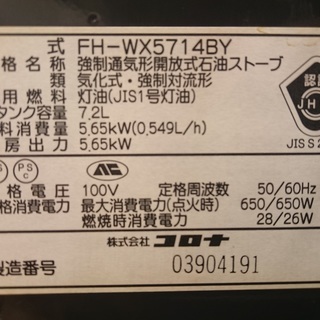 式 FH-WX5714BY
格名称 強制通気形開放式石油ストーブ
類 気化式・強制対流形
用燃料 灯油(JIS1号灯油)
タンク容量 7.2L
料消費量 5.65kW(0.549L/h)
房出力 5.65kW
認証
JH
JIS S 2
PS
C
格電圧 100V 定格周波数 50/60Hz
格消費電力 最大消費電力(点火時) 650/650W
燃焼時消費電力 28/26W
株式会社 コロナ
製造番号 03904191